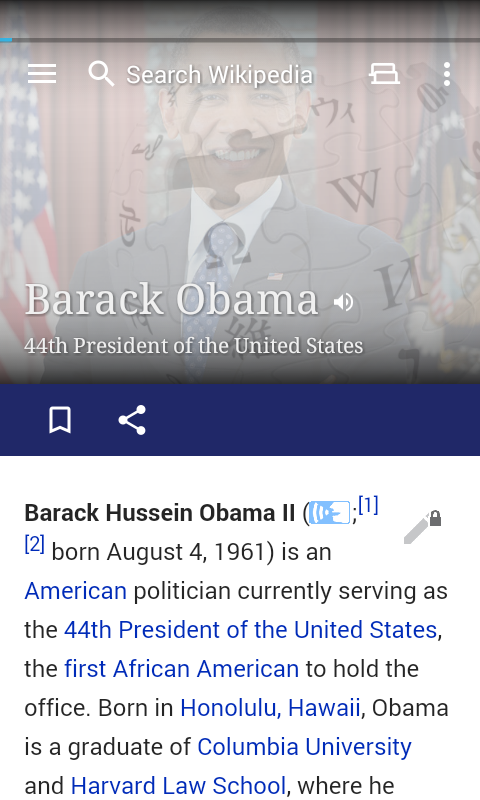 Search Wikipedia
Ω
W
И
維
Barack Obama
44th President of the United States
Barack Hussein Obama II (;[1]
[2] born August 4, 1961) is an
American politician currently serving as
the 44th President of the United States,
the first African American to hold the
office. Born in Honolulu, Hawaii, Obama
is a graduate of Columbia University
and Harvard Law School, where he